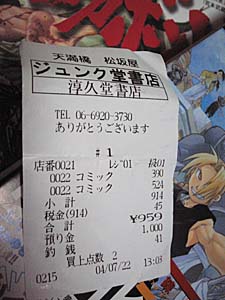 天満橋 松坂屋
ジュンク堂書店
淳久堂書店
TEL 06-6920-3730
ありがとうございます
#1
店番0021 レジ01 扱01
0022 コミック 390
0022 コミック 524
小計 914
税金(914) 45
合計 ¥959
預り金 1,000
釣銭 41
買上点数 2
0215 04/07/22 13:03